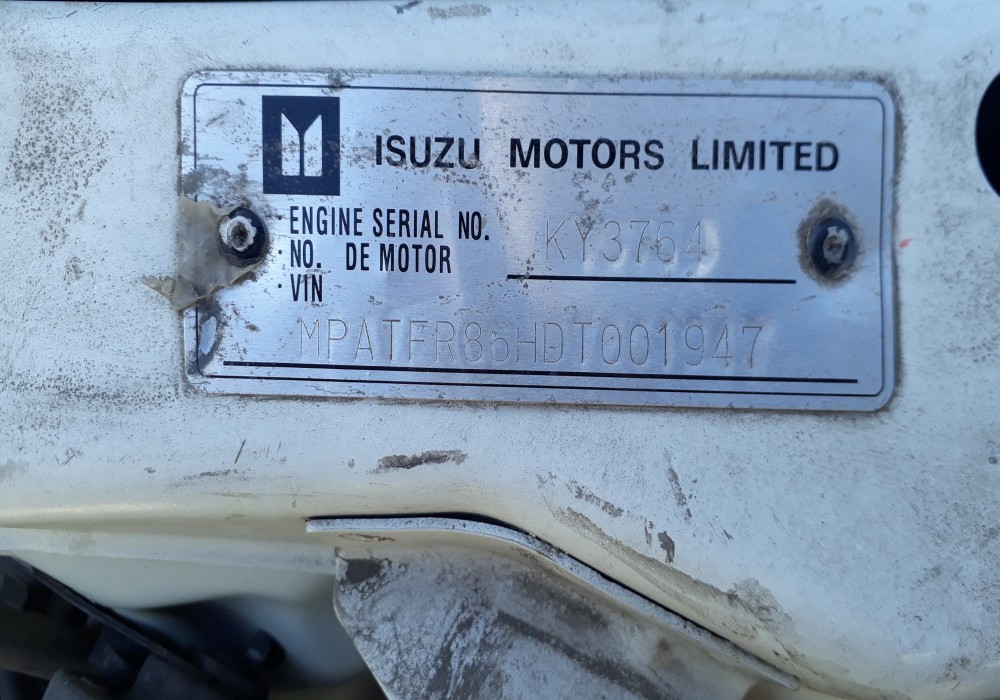 ISUZU MOTORS LIMITED
ENGINE SERIAL NO. KY3764
NO. DE MOTOR
VIN
MPATFR86HDT001947